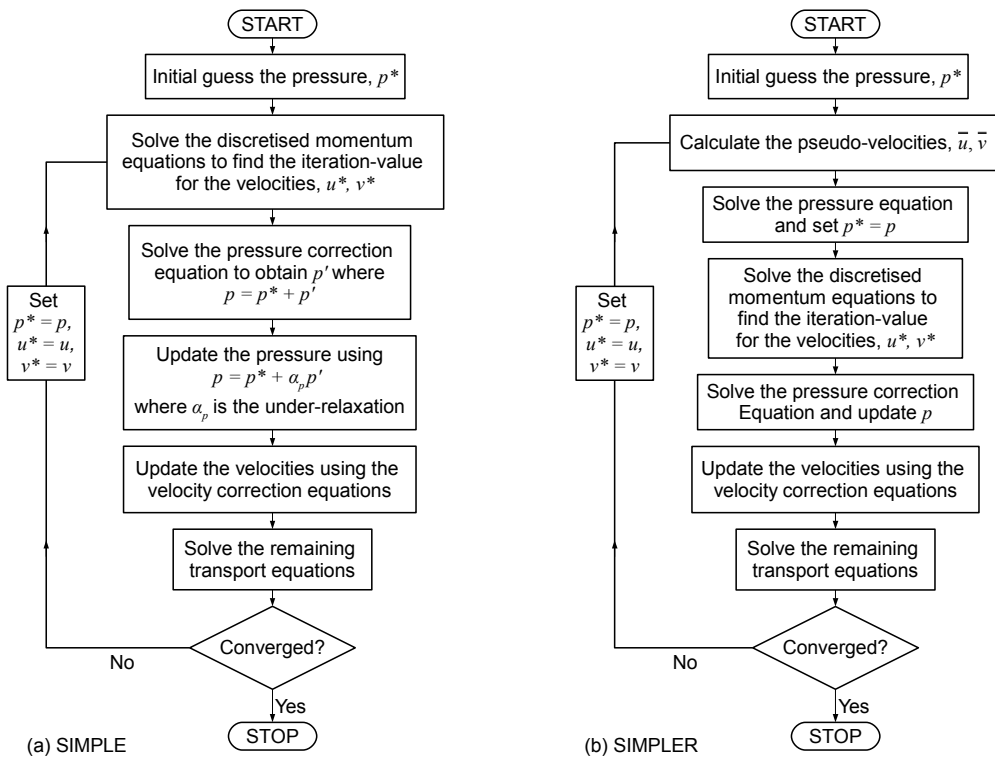 START
Initial guess the pressure, p*
Solve the discretised momentum
equations to find the iteration-value
for the velocities, u*, v*
Solve the pressure correction
equation to obtain p′ where
p = p* + p′
Set
p* = p,
u* = u,
v* = v
Update the pressure using
p = p* + αₚp′
where αₚ is the under-relaxation
Update the velocities using the
velocity correction equations
Solve the remaining
transport equations
Converged?
No
Yes
STOP
(a) SIMPLE
START
Initial guess the pressure, p*
Calculate the pseudo-velocities, u̅, v̅
Solve the pressure equation
and set p* = p
Solve the discretised
momentum equations to
find the iteration-value
for the velocities, u*, v*
Set
p* = p,
u* = u,
v* = v
Solve the pressure correction
Equation and update p
Update the velocities using the
velocity correction equations
Solve the remaining
transport equations
Converged?
No
Yes
STOP
(b) SIMPLER